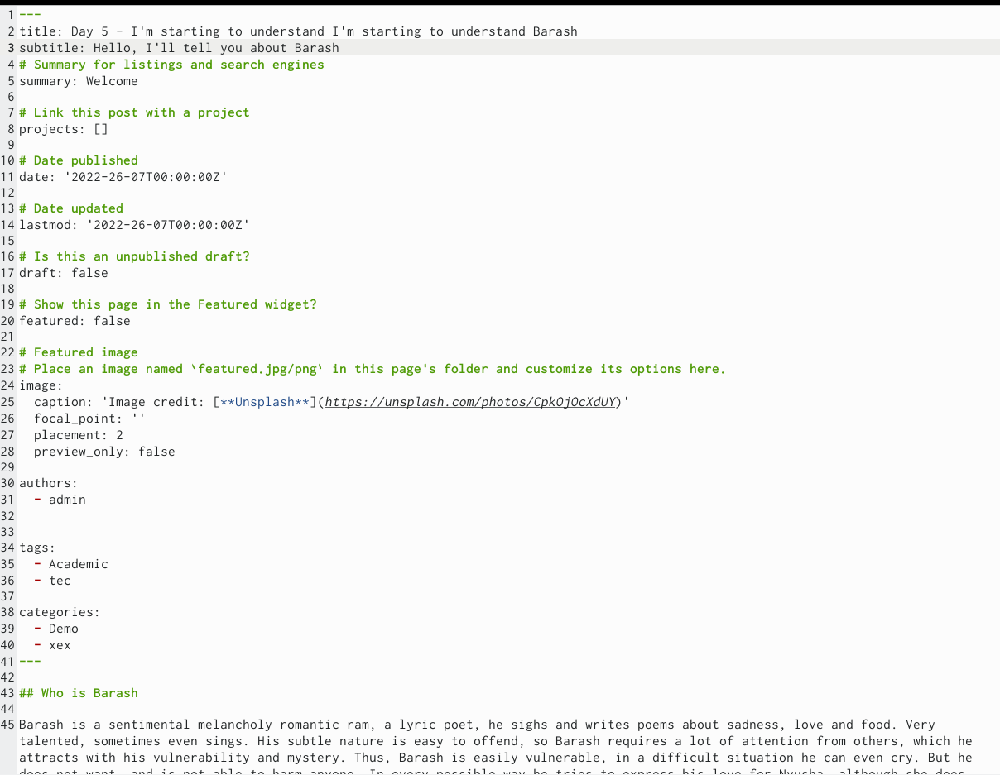 1 ---
2 title: Day 5 - I'm starting to understand I'm starting to understand Barash
3 subtitle: Hello, I'll tell you about Barash
4 # Summary for listings and search engines
5 summary: Welcome
6
7 # Link this post with a project
8 projects: []
9
10 # Date published
11 date: '2022-26-07T00:00:00Z'
12
13 # Date updated
14 lastmod: '2022-26-07T00:00:00Z'
15
16 # Is this an unpublished draft?
17 draft: false
18
19 # Show this page in the Featured widget?
20 featured: false
21
22 # Featured image
23 # Place an image named `featured.jpg/png` in this page's folder and customize its options here.
24 image:
25   caption: 'Image credit: [**Unsplash**](https://unsplash.com/photos/CpkOjOcXdUY)'
26   focal_point: ''
27   placement: 2
28   preview_only: false
29
30 authors:
31   - admin
32
33
34 tags:
35   - Academic
36   - tec
37
38 categories:
39   - Demo
40   - xex
41 ---
42
43 ## Who is Barash
44
45 Barash is a sentimental melancholy romantic ram, a lyric poet, he sighs and writes poems about sadness, love and food. Very
talented, sometimes even sings. His subtle nature is easy to offend, so Barash requires a lot of attention from others, which he
attracts with his vulnerability and mystery. Thus, Barash is easily vulnerable, in a difficult situation he can even cry. But he
does not want, and is not able to harm anyone. In every possible way he tries to express his love for Nyusha, although she does